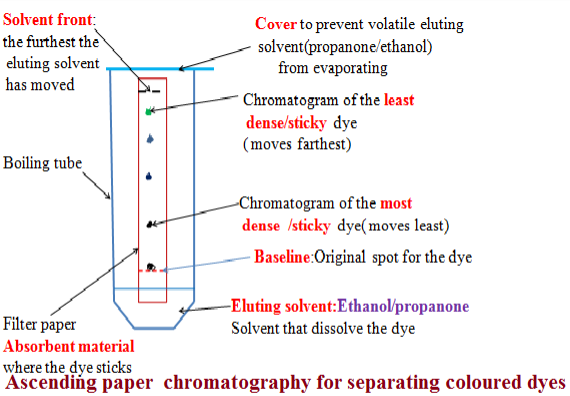 Solvent front:
the furthest the
eluting solvent
has moved
Cover to prevent volatile eluting
solvent(propanone/ethanol)
from evaporating
Chromatogram of the least
dense/sticky dye
(moves farthest)
Boiling tube
Chromatogram of the most
dense /sticky dye(moves least)
Baseline:Original spot for the dye
Eluting solvent:Ethanol/propanone
Solvent that dissolve the dye
Filter paper
Absorbent material
where the dye sticks
Ascending paper chromatography for separating coloured dyes